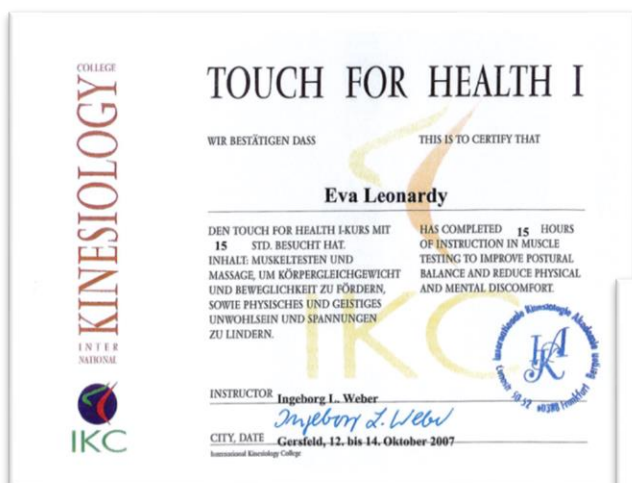 COLLEGE
KINESIOLOGY
INTER
NATIONAL
IKC
TOUCH FOR HEALTH I
WIR BESTÄTIGEN DASS
THIS IS TO CERTIFY THAT
Eva Leonardy
DEN TOUCH FOR HEALTH I-KURS MIT
15 STD. BESUCHT HAT.
INHALT: MUSKELTESTEN UND
MASSAGE, UM KÖRPERGLEICHGEWICHT
UND BEWEGLICHKEIT ZU FÖRDERN,
SOWIE PHYSISCHES UND GEISTIGES
UNWOHLSEIN UND SPANNUNGEN
ZU LINDERN.
HAS COMPLETED 15 HOURS
OF INSTRUCTION IN MUSCLE
TESTING TO IMPROVE POSTURAL
BALANCE AND REDUCE PHYSICAL
AND MENTAL DISCOMFORT.
IKC
Internationale Kinesiologie Akademie
IAK
Frankfurt Bergen
INSTRUCTOR Ingeborg L. Weber
Ingeborg L. Weber
CITY, DATE Gersfeld, 12. bis 14. Oktober 2007
International Kinesiology College